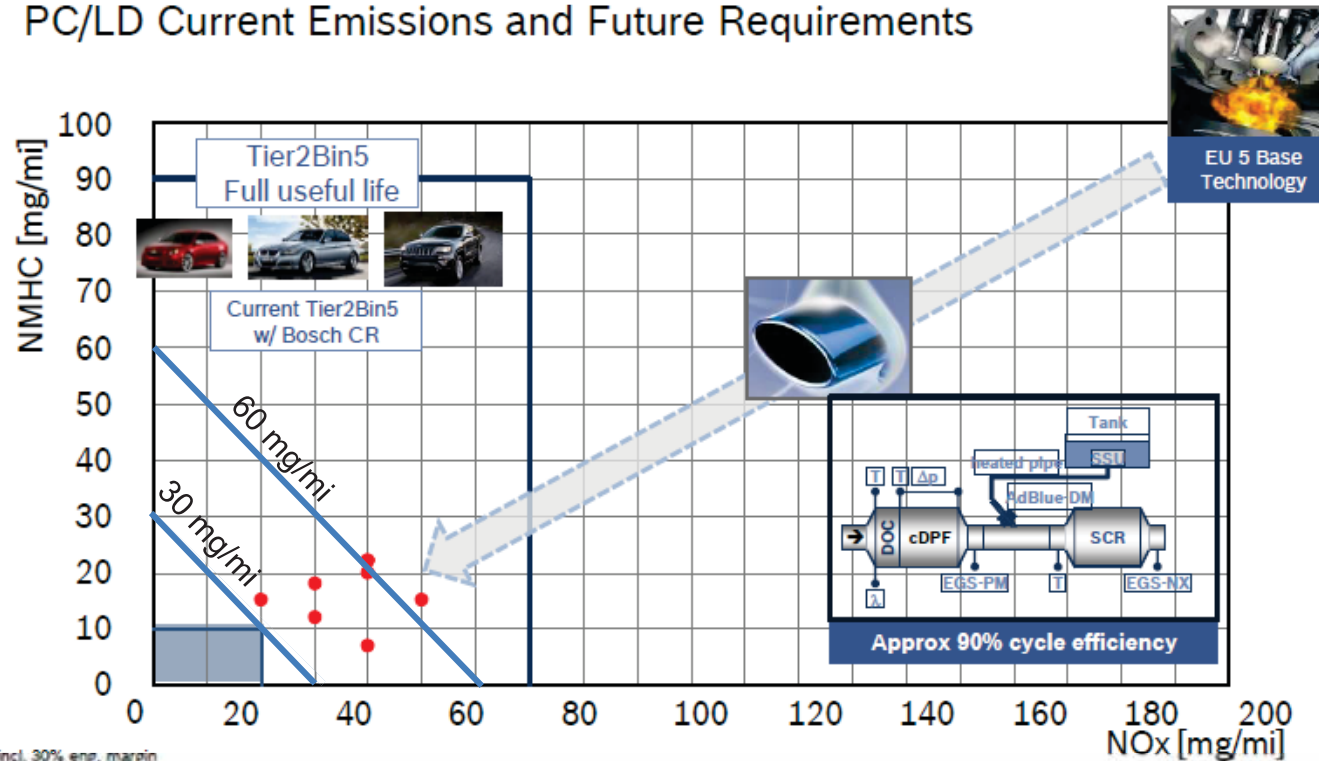 PC/LD Current Emissions and Future Requirements
EU 5 Base
Technology
NMHC [mg/mi]
100
90
80
70
60
50
40
30
20
10
0
Tier2Bin5
Full useful life
Current Tier2Bin5
w/ Bosch CR
60 mg/mi
30 mg/mi
Tank
SSU
heated pipe
AdBlue-DM
T
T
Δp
DOC
cDPF
SCR
λ
EGS-PM
T
EGS-NX
Approx 90% cycle efficiency
0
20
40
60
80
100
120
140
160
180
200
NOx [mg/mi]
incl. 30% eng. margin